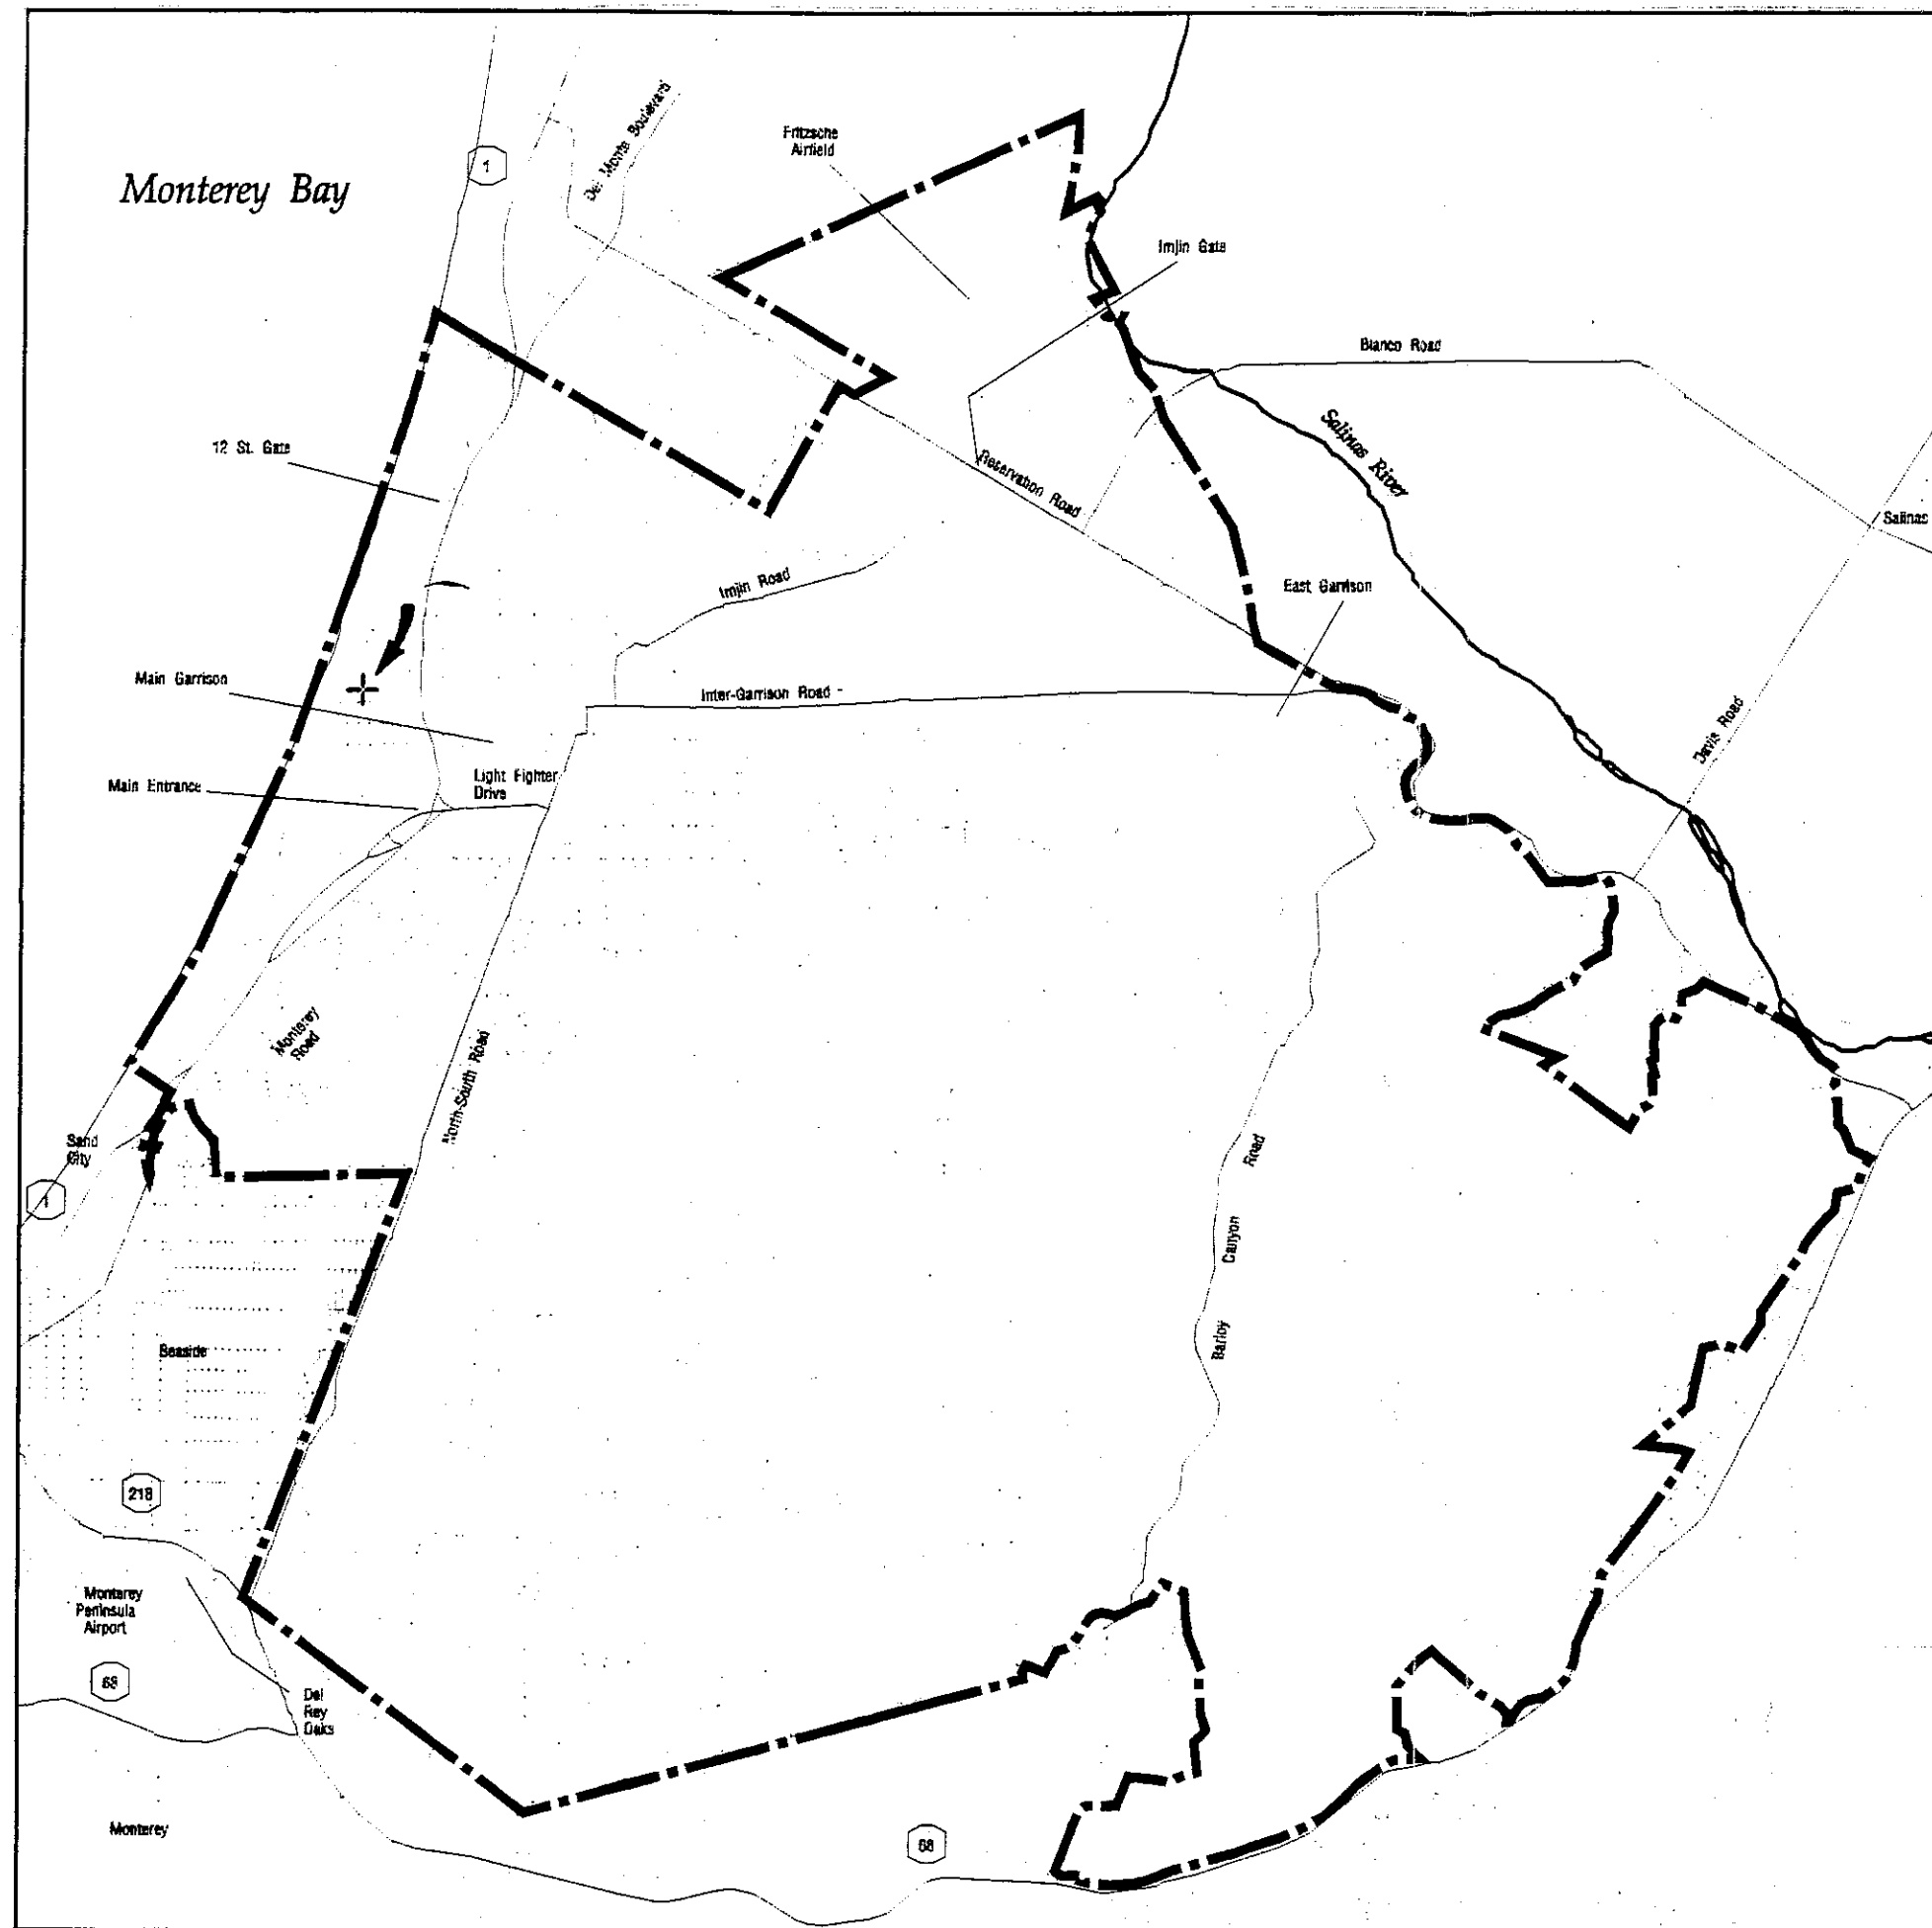 Monterey Bay
1
Del Monte Boulevard
Fritzsche
Airfield
Imjin Gate
Blanco Road
12 St. Gate
Salinas River
Reservation Road
Salinas
Imjin Road
East Garrison
Main Garrison
Inter-Garrison Road
Davis Road
Main Entrance
Light Fighter
Drive
Monterey
Road
North-South Road
Sand
City
1
Barloy Canyon Road
Seaside
218
Monterey
Peninsula
Airport
68
Del
Rey
Oaks
Monterey
68